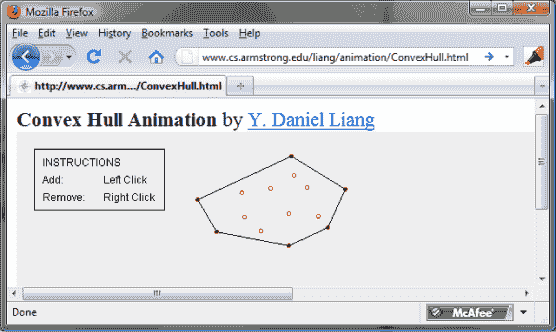 Mozilla Firefox
File Edit View History Bookmarks Tools Help
www.cs.armstrong.edu/liang/animation/ConvexHull.html
http://www.cs.arm.../ConvexHull.html
Convex Hull Animation by Y. Daniel Liang
INSTRUCTIONS
Add: Left Click
Remove: Right Click
Done
McAfee